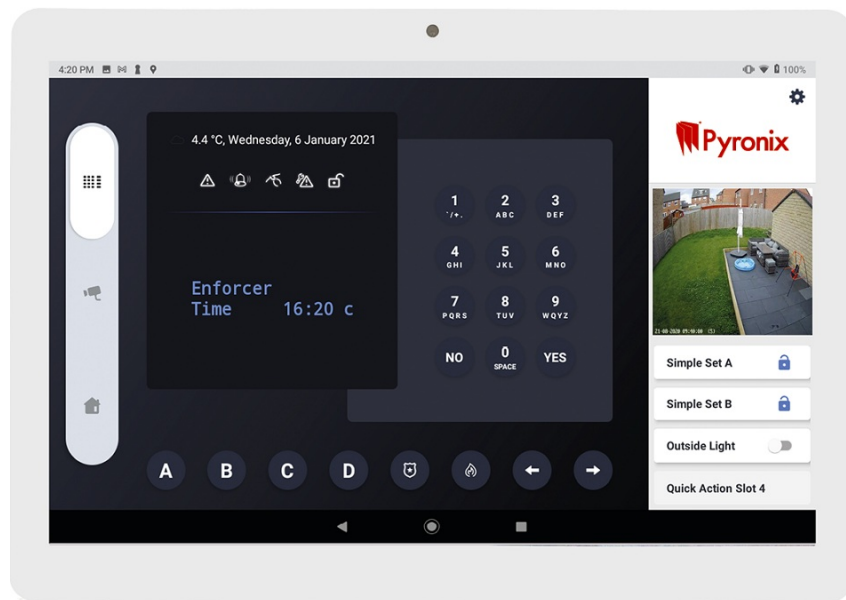 4:20 PM
100%
4.4 °C, Wednesday, 6 January 2021
Enforcer
Time 16:20 c
1
'/+.
2
ABC
3
DEF
4
GHI
5
JKL
6
MNO
7
PQRS
8
TUV
9
WQYZ
NO
0
SPACE
YES
A B C D
Pyronix
Simple Set A
Simple Set B
Outside Light
Quick Action Slot 4